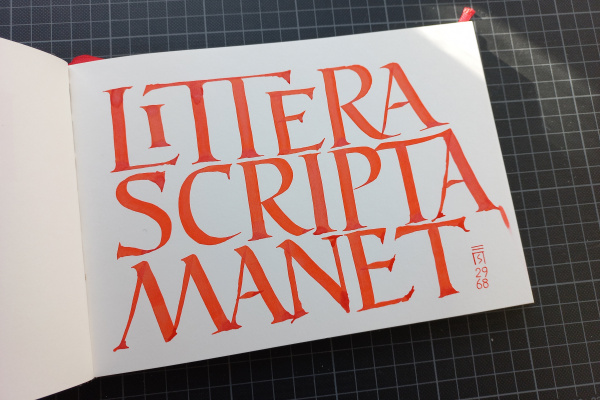 LiTTERA
SCRIPTA
MANET
29
68